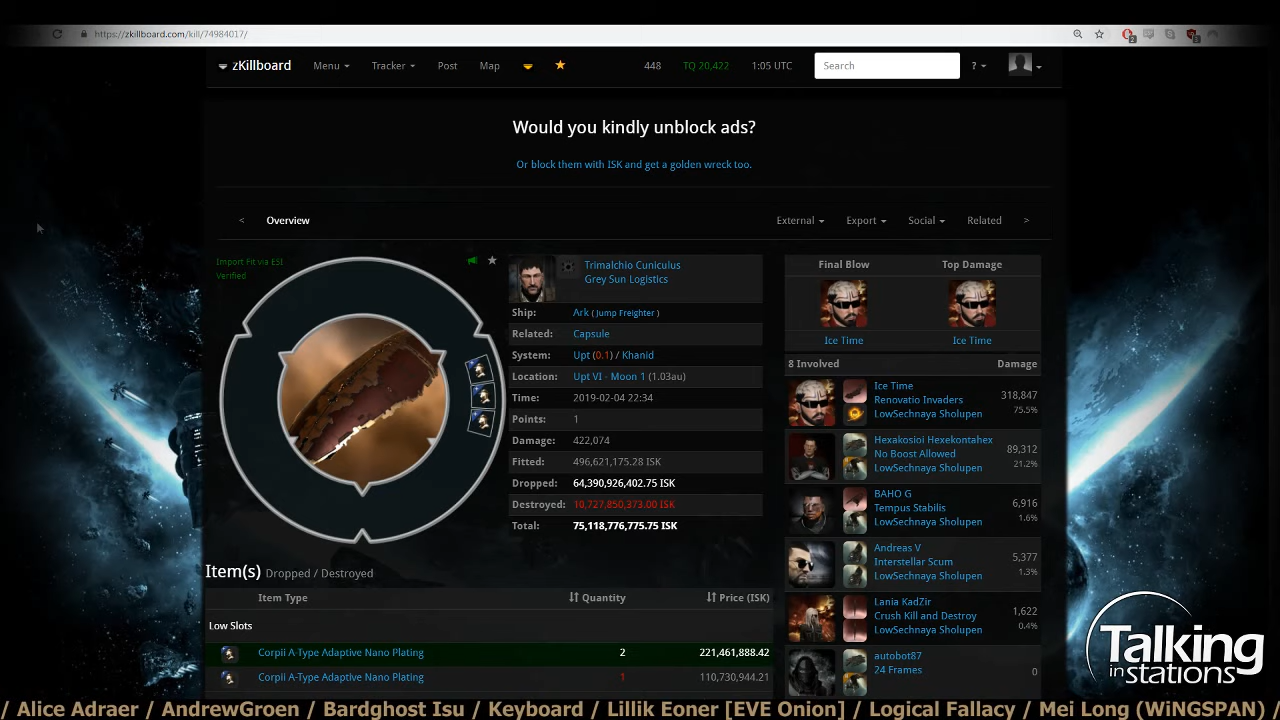 https://zkillboard.com/kill/74984017/
zKillboard Menu Tracker Post Map 448 TQ 20,422 1:05 UTC Search ?
Would you kindly unblock ads?
Or block them with ISK and get a golden wreck too.
< Overview External Export Social Related >
Import Fit via ESI
Verified
Trimalchio Cuniculus
Grey Sun Logistics
Ship: Ark ( Jump Freighter )
Related: Capsule
System: Upt (0.1) / Khanid
Location: Upt VI - Moon 1 (1.03au)
Time: 2019-02-04 22:34
Points: 1
Damage: 422,074
Fitted: 496,621,175.28 ISK
Dropped: 64,390,926,402.75 ISK
Destroyed: 10,727,850,373.00 ISK
Total: 75,118,776,775.75 ISK
Item(s) Dropped / Destroyed
Item Type Quantity Price (ISK)
Low Slots
Corpii A-Type Adaptive Nano Plating 2 221,461,888.42
Corpii A-Type Adaptive Nano Plating 1 110,730,944.21
Final Blow Top Damage
Ice Time Ice Time
8 Involved Damage
Ice Time 318,847
Renovatio Invaders 75.5%
LowSechnaya Sholupen
Hexakosioi Hexekontahex 89,312
No Boost Allowed 21.2%
LowSechnaya Sholupen
BAHO G 6,916
Tempus Stabilis 1.6%
LowSechnaya Sholupen
Andreas V 5,377
Interstellar Scum 1.3%
LowSechnaya Sholupen
Lania KadZir 1,622
Crush Kill and Destroy 0.4%
LowSechnaya Sholupen
autobot87 0
24 Frames
Talking
in STATIONS
/ Alice Adraer / AndrewGroen / Bardghost Isu / Keyboard / Lillik Eoner [EVE Onion] / Logical Fallacy / Mei Long (WiNGSPAN) /